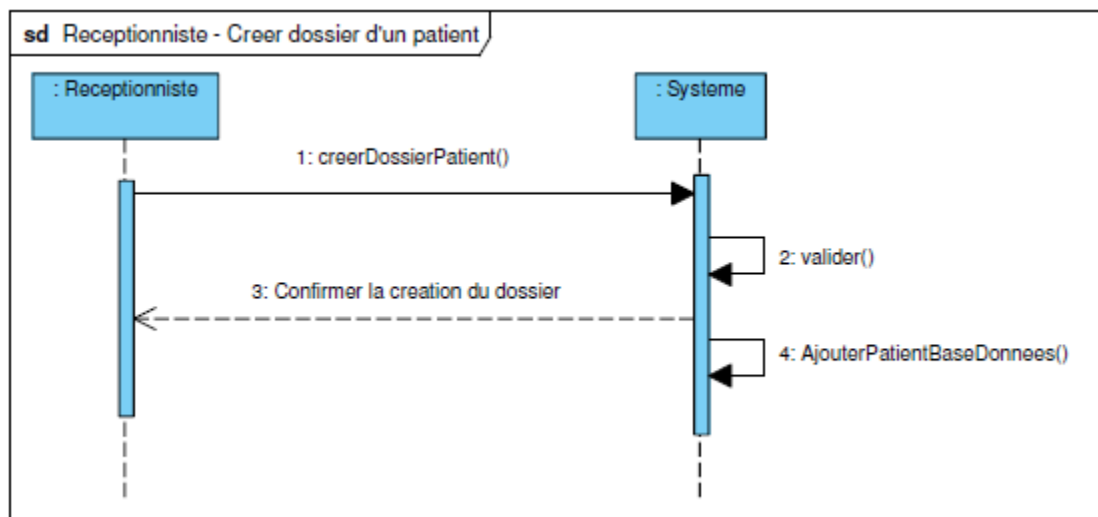 sd Receptionniste - Creer dossier d'un patient
: Receptionniste
: Systeme
1: creerDossierPatient()
2: valider()
3: Confirmer la creation du dossier
4: AjouterPatientBaseDonnees()